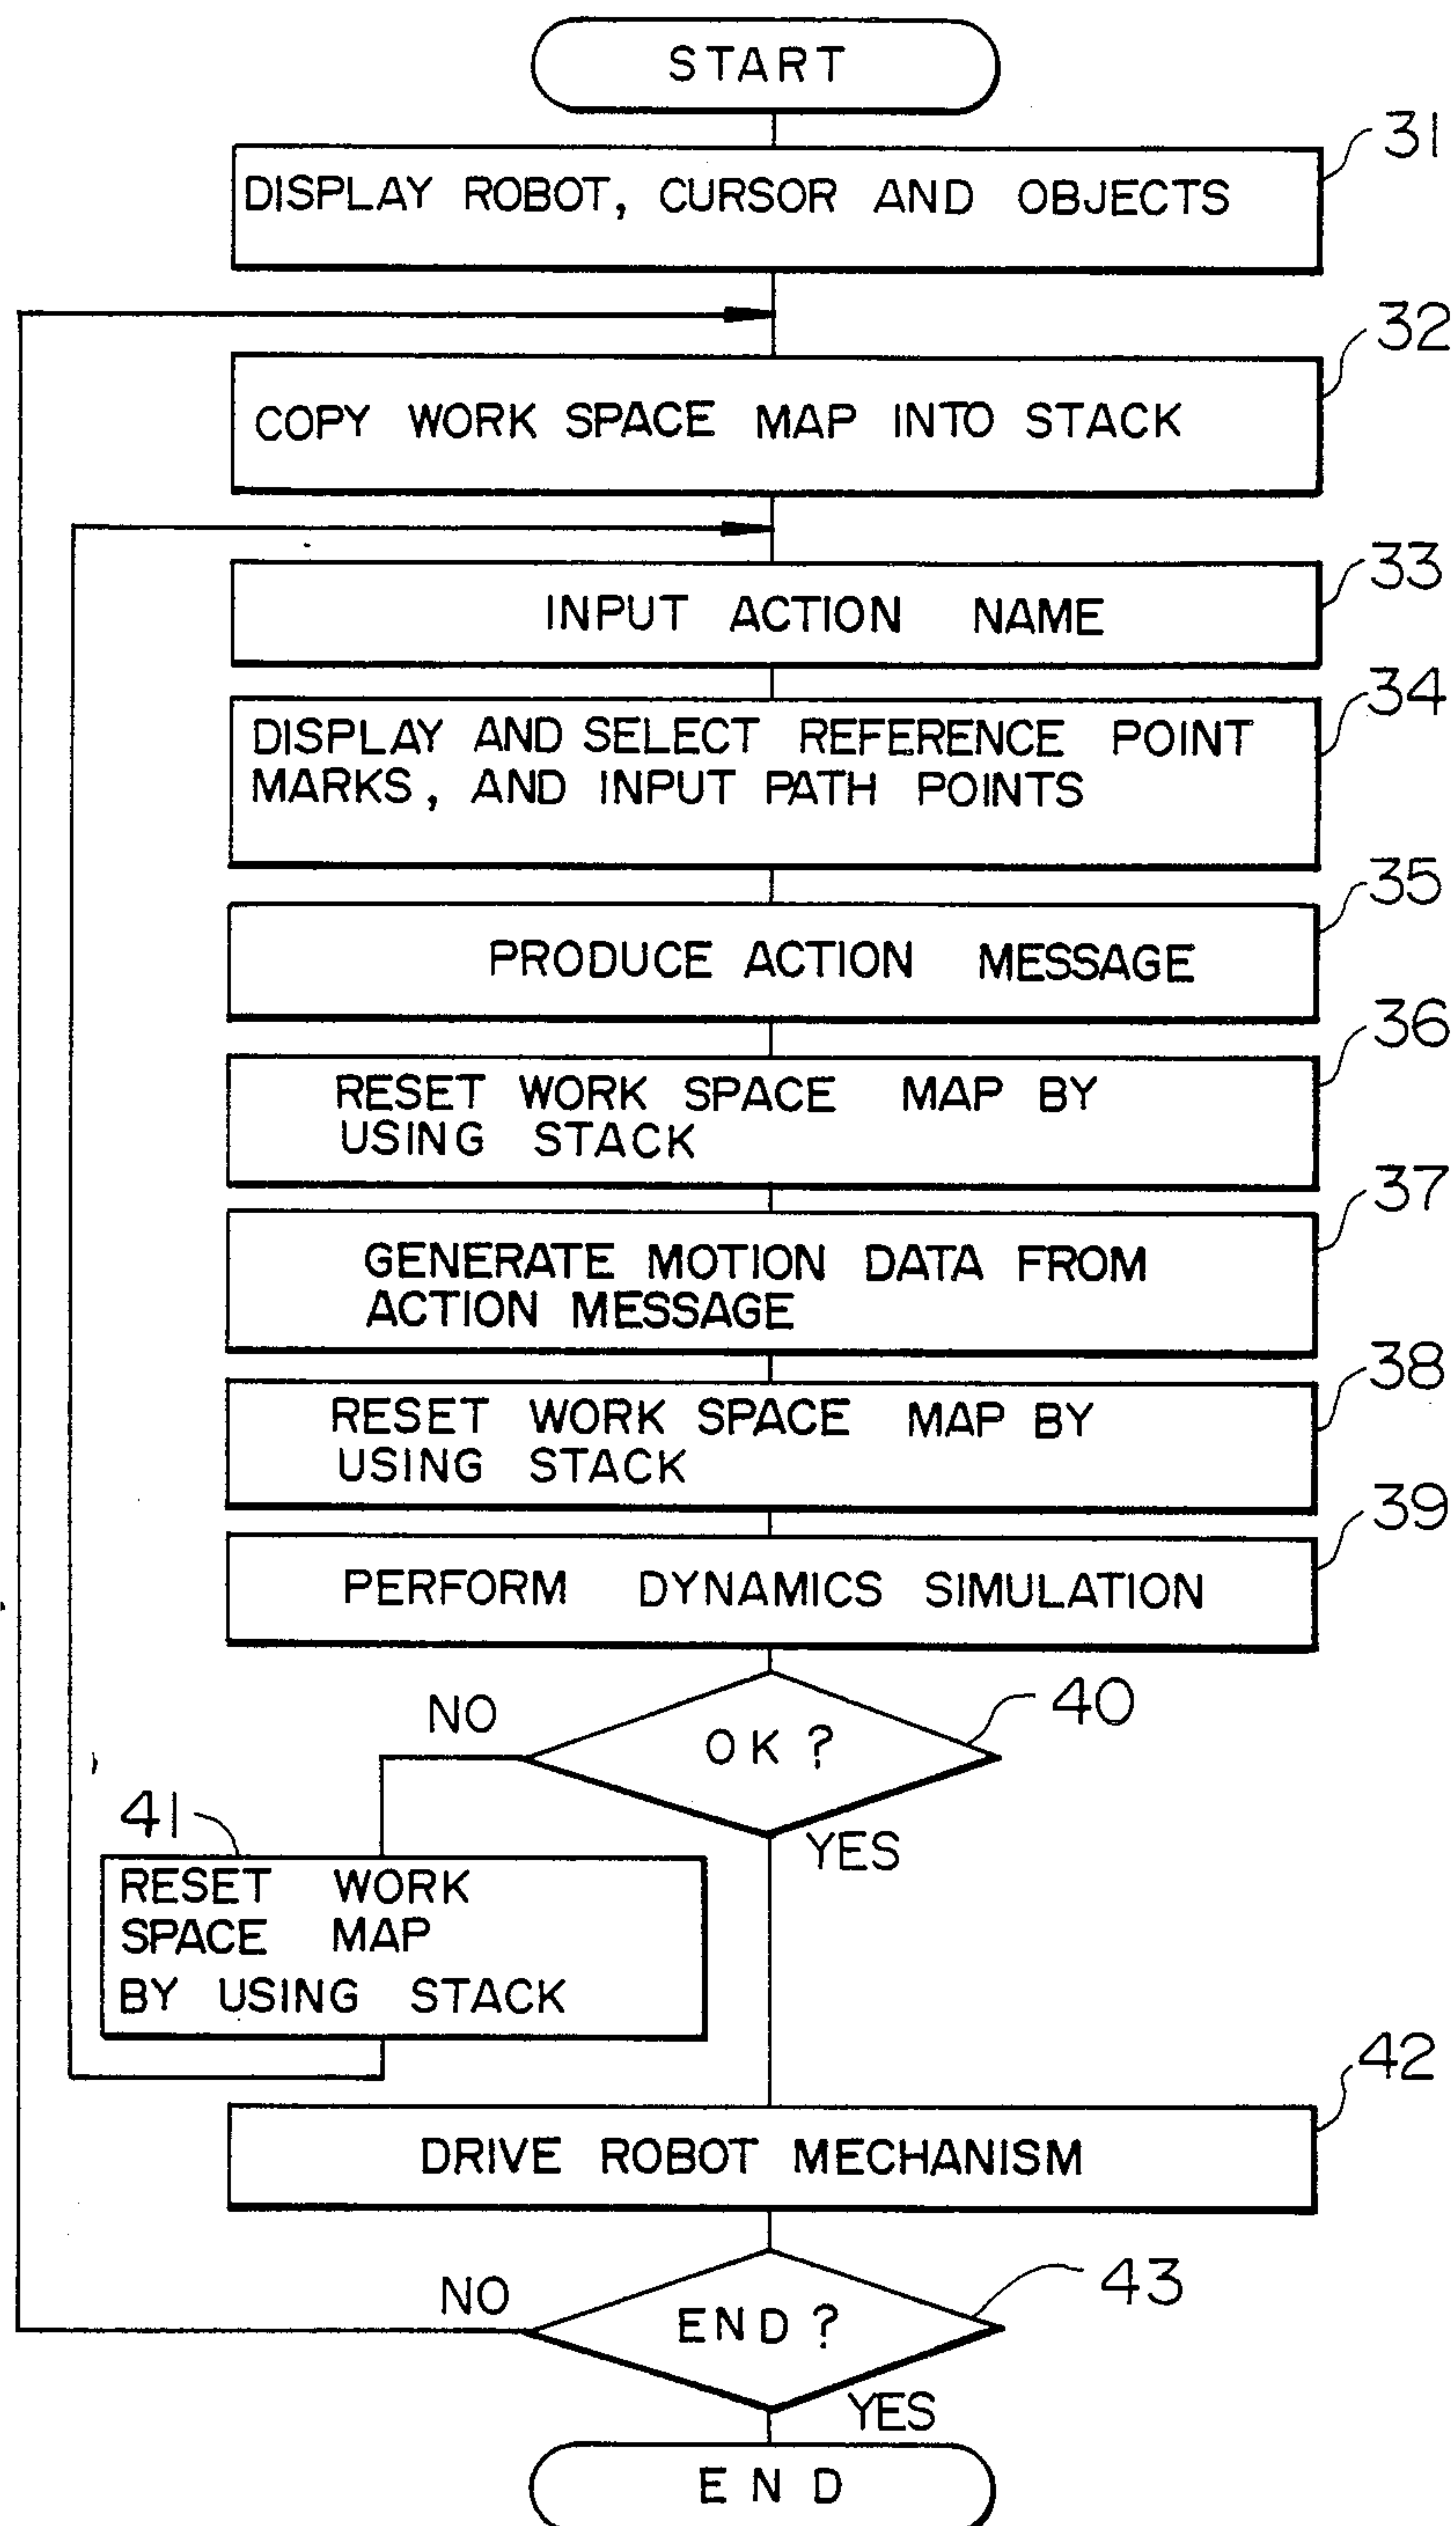 START
31
DISPLAY ROBOT, CURSOR AND OBJECTS
32
COPY WORK SPACE MAP INTO STACK
33
INPUT ACTION NAME
34
DISPLAY AND SELECT REFERENCE POINT
MARKS, AND INPUT PATH POINTS
35
PRODUCE ACTION MESSAGE
36
RESET WORK SPACE MAP BY
USING STACK
37
GENERATE MOTION DATA FROM
ACTION MESSAGE
38
RESET WORK SPACE MAP BY
USING STACK
39
PERFORM DYNAMICS SIMULATION
40
NO
OK?
YES
41
RESET WORK
SPACE MAP
BY USING STACK
42
DRIVE ROBOT MECHANISM
43
NO
END?
YES
END